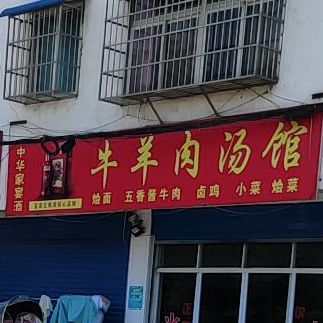 中华家宴酒
牛羊肉汤馆
烩面 五香酱牛肉 卤鸡 小菜 烩菜